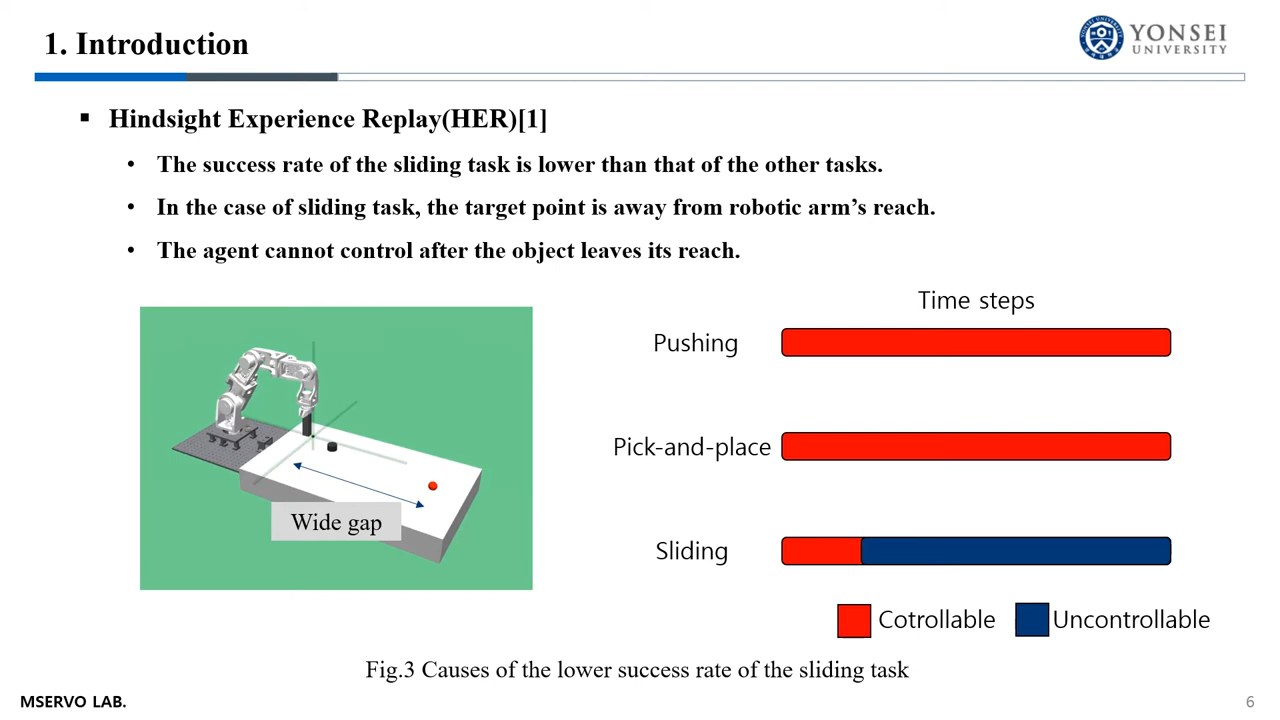 1. Introduction
YONSEI
UNIVERSITY
▪ Hindsight Experience Replay(HER)[1]
• The success rate of the sliding task is lower than that of the other tasks.
• In the case of sliding task, the target point is away from robotic arm’s reach.
• The agent cannot control after the object leaves its reach.
Wide gap
Time steps
Pushing
Pick-and-place
Sliding
Cotrollable
Uncontrollable
Fig.3 Causes of the lower success rate of the sliding task
MSERVO LAB.
6